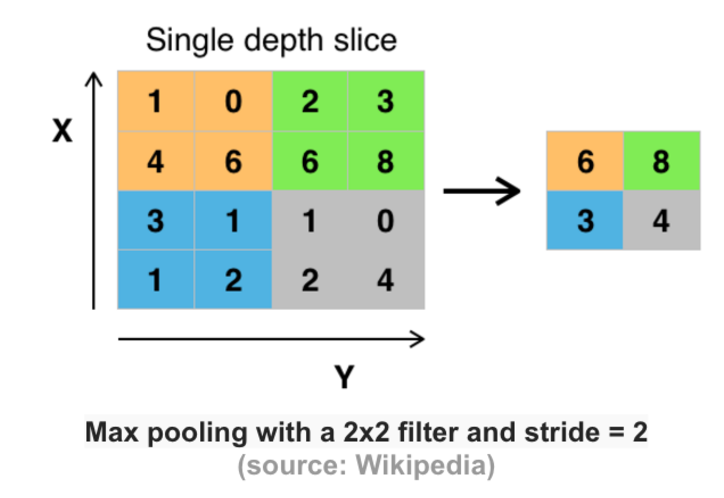 Single depth slice
X
1 0 2 3
4 6 6 8
3 1 1 0
1 2 2 4
6 8
3 4
Y
Max pooling with a 2x2 filter and stride = 2
(source: Wikipedia)